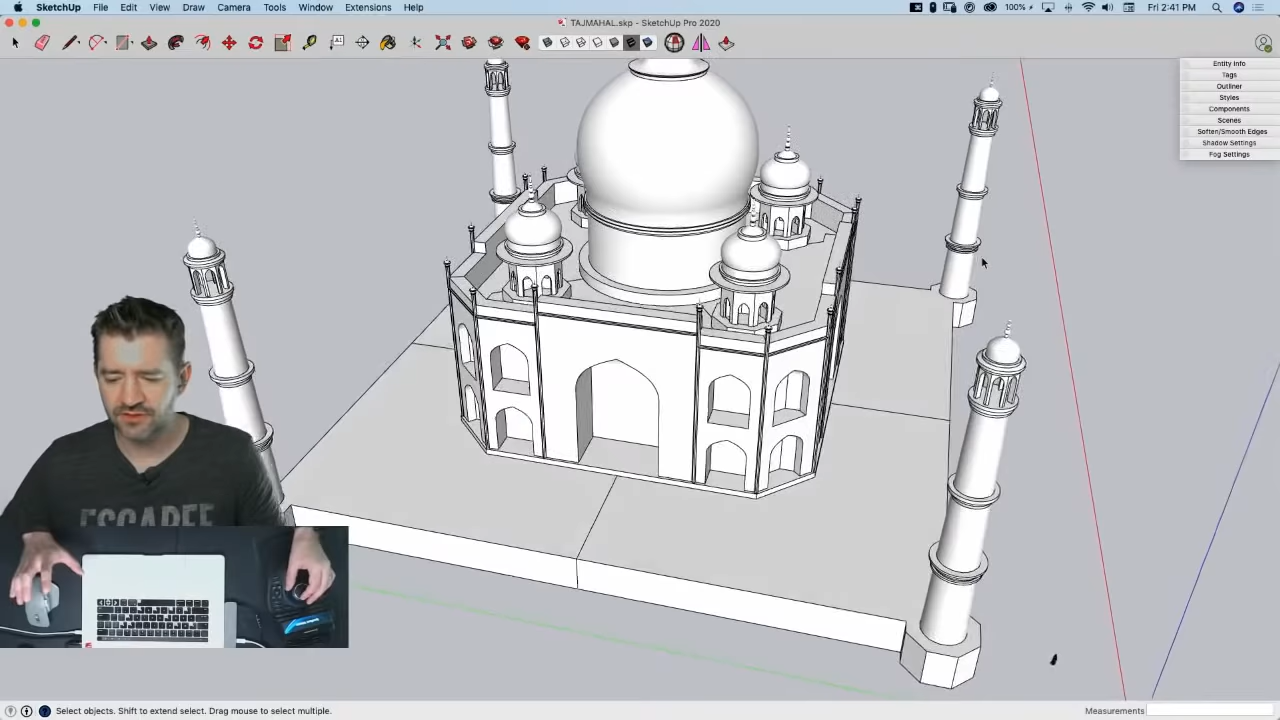 SketchUp File Edit View Draw Camera Tools Window Extensions Help 100% Fri 2:41 PM
TAJMAHAL.skp - SketchUp Pro 2020
Entity Info
Tags
Outliner
Styles
Components
Scenes
Soften/Smooth Edges
Shadow Settings
Fog Settings
ESCAPEE
Select objects. Shift to extend select. Drag mouse to select multiple.
Measurements